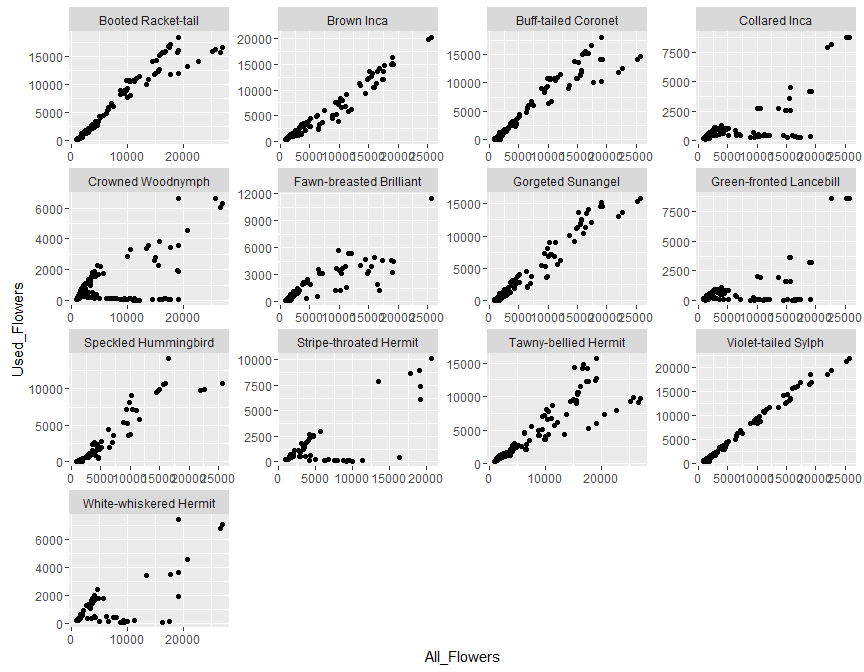 Booted Racket-tail
Brown Inca
Buff-tailed Coronet
Collared Inca
15000
10000
5000
0
0 10000 20000
20000
15000
10000
5000
0
0 5000 10000 15000 20000 25000
15000
10000
5000
0
0 5000 10000 15000 20000 25000
7500
5000
2500
0
0 5000 10000 15000 20000 25000
Crowned Woodnymph
Fawn-breasted Brilliant
Gorgeted Sunangel
Green-fronted Lancebill
6000
4000
2000
0
0 5000 10000 15000 20000 25000
12000
9000
6000
3000
0
0 5000 10000 15000 20000
15000
10000
5000
0
0 5000 10000 15000 20000 25000
7500
5000
2500
0
0 5000 10000 15000 20000 25000
Speckled Hummingbird
Stripe-throated Hermit
Tawny-bellied Hermit
Violet-tailed Sylph
10000
5000
0
0 5000 10000 15000 20000 25000
10000
7500
5000
2500
0
0 5000 10000 15000 20000
15000
10000
5000
0
0 10000 20000
20000
15000
10000
5000
0
0 5000 10000 15000 20000 25000
White-whiskered Hermit
6000
4000
2000
0
0 10000 20000
Used_Flowers
All_Flowers